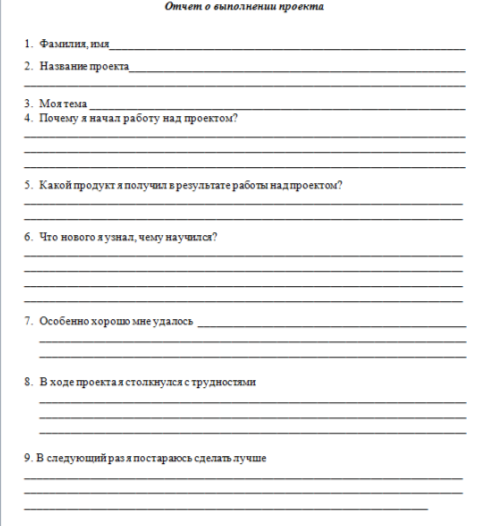 Отчет о выполнении проекта
1. Фамилия, имя
2. Название проекта
3. Моя тема
4. Почему я начал работу над проектом?
5. Какой продукт я получил в результате работы над проектом?
6. Что нового я узнал, чему научился?
7. Особенно хорошо мне удалось
8. В ходе проекта я столкнулся с трудностями
9. В следующий раз я постараюсь сделать лучше